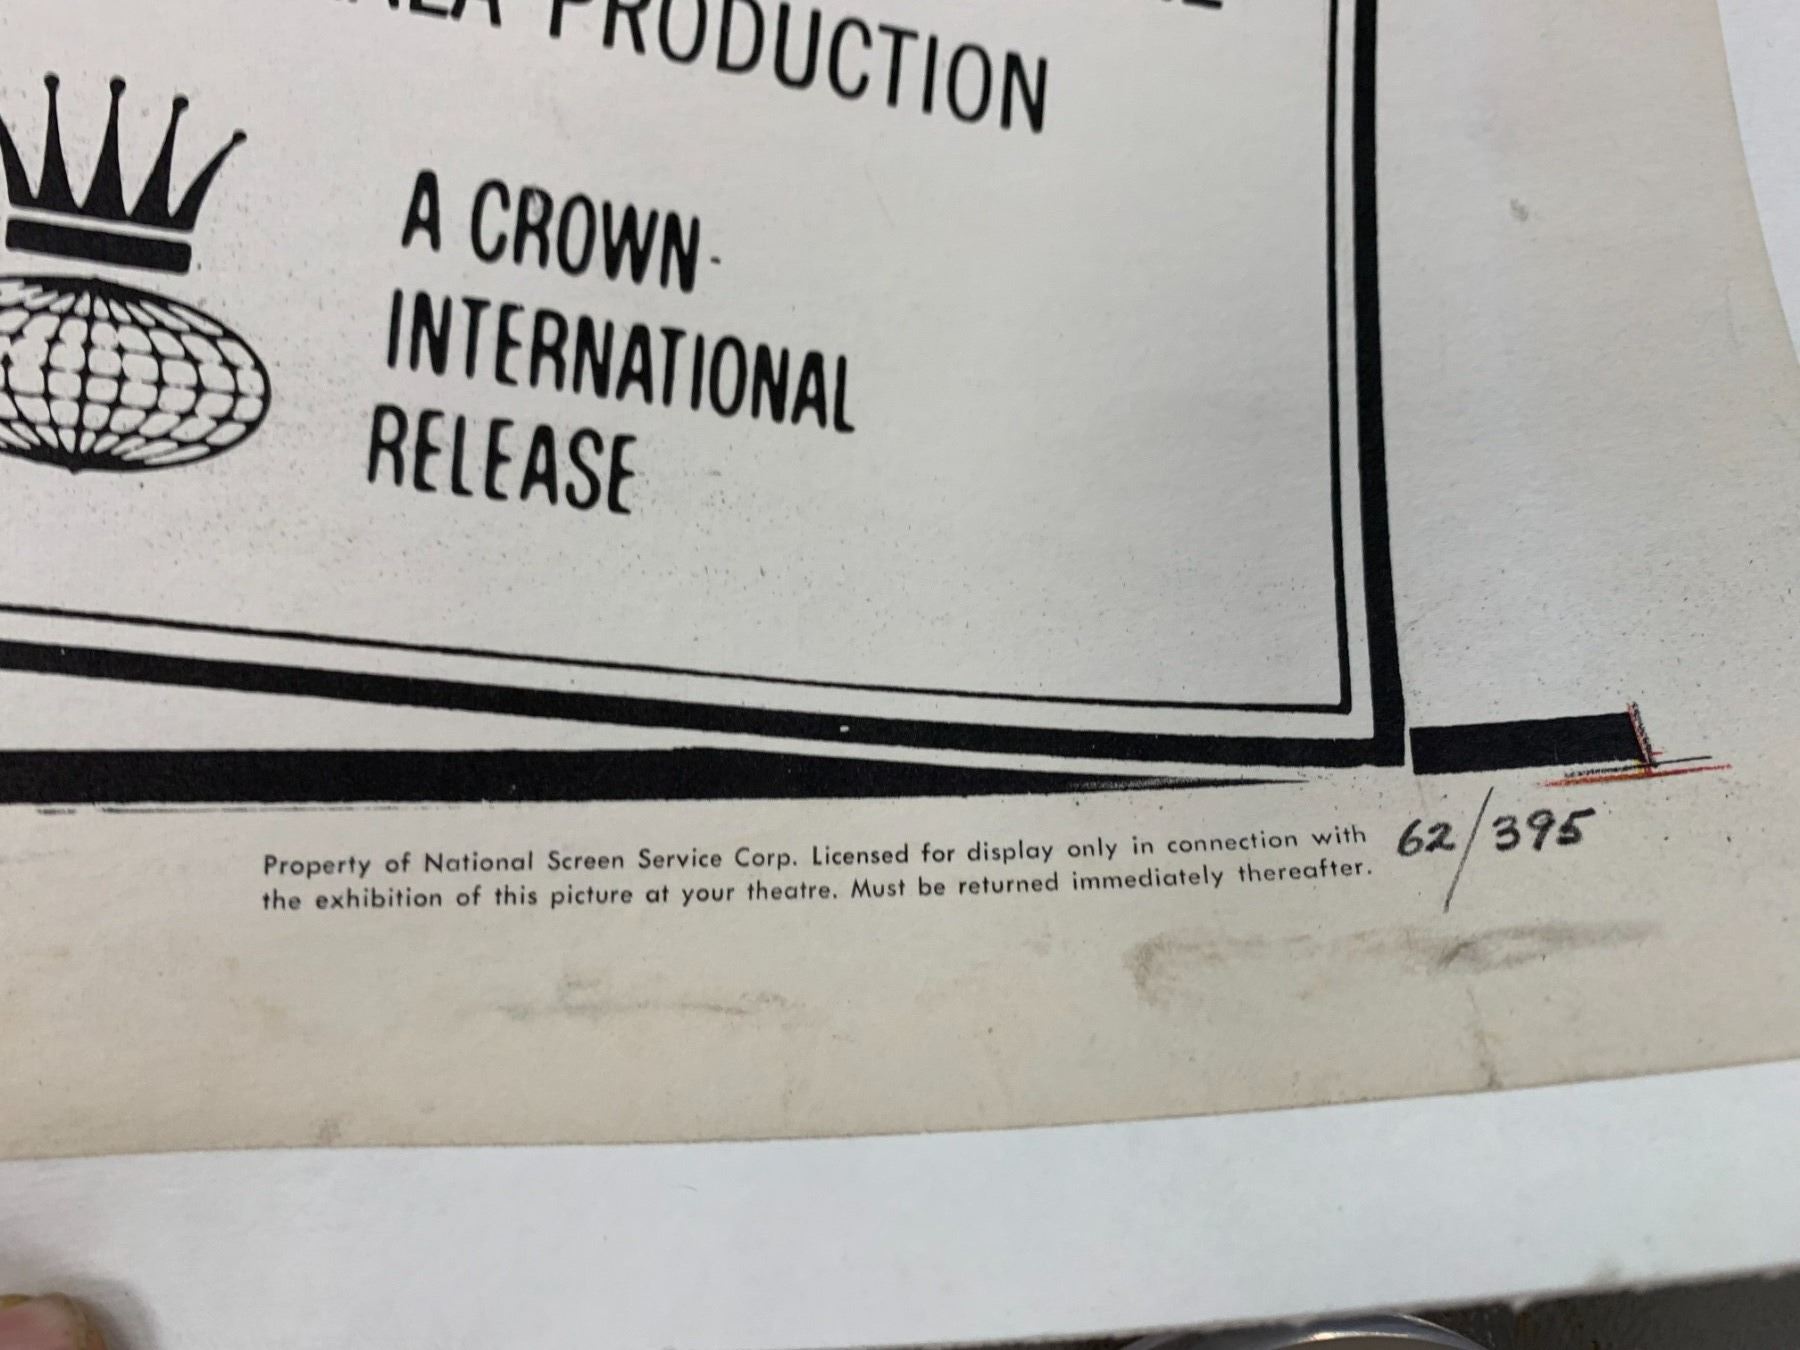 PRODUCTION
A CROWN-
INTERNATIONAL
RELEASE
Property of National Screen Service Corp. Licensed for display only in connection with
the exhibition of this picture at your theatre. Must be returned immediately thereafter.
62/395